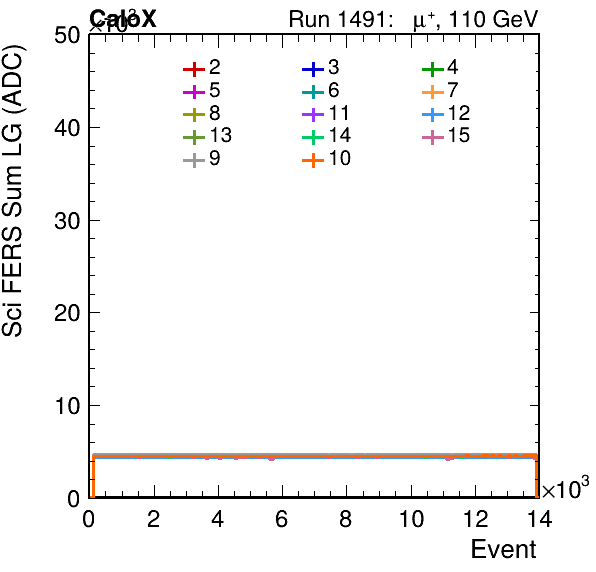 CaloX Run 1491: μ⁺, 110 GeV
×10³
Sci FERS Sum LG (ADC)
50
40
30
20
10
0
2 3 4
5 6 7
8 11 12
13 14 15
9 10
0 2 4 6 8 10 12 14
×10³
Event